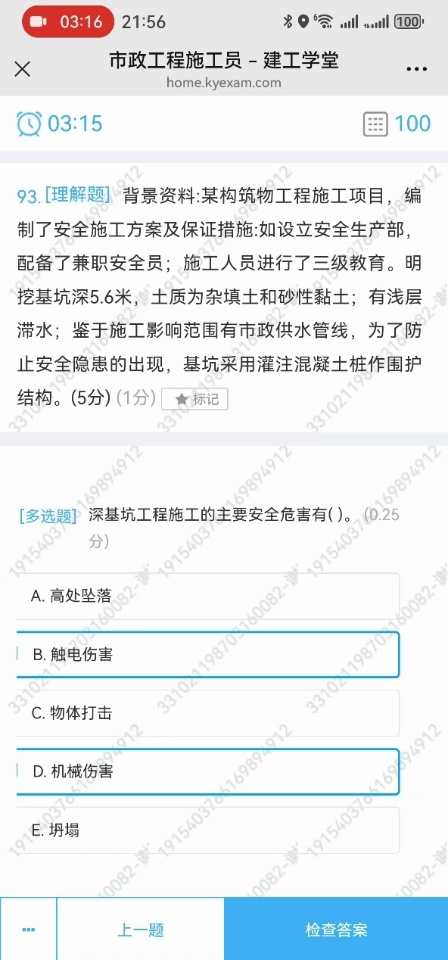 03:16 21:56 6 100
市政工程施工员 – 建工学堂
home.kyexam.com
03:15 100
93.[理解题] 背景资料:某构筑物工程施工项目，编
制了安全施工方案及保证措施:如设立安全生产部，
配备了兼职安全员；施工人员进行了三级教育。明
挖基坑深5.6米，土质为杂填土和砂性黏土；有浅层
滞水；鉴于施工影响范围有市政供水管线，为了防
止安全隐患的出现，基坑采用灌注混凝土桩作围护
结构。(5分) (1分) ★标记
[多选题] 深基坑工程施工的主要安全危害有( )。 (0.25
分)
A. 高处坠落
B. 触电伤害
C. 物体打击
D. 机械伤害
E. 坍塌
上一题 检查答案